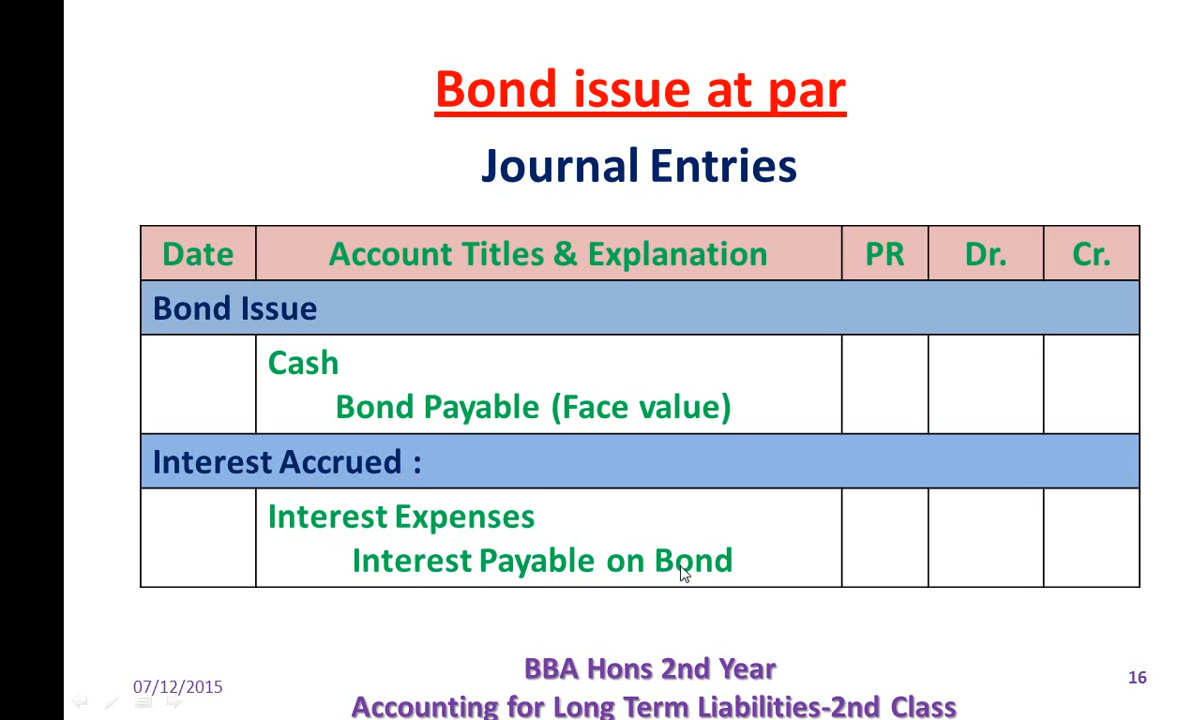 Bond issue at par
Journal Entries
Date Account Titles & Explanation PR Dr. Cr.
Bond Issue
Cash
Bond Payable (Face value)
Interest Accrued :
Interest Expenses
Interest Payable on Bond
BBA Hons 2nd Year
07/12/2015
16
Accounting for Long Term Liabilities-2nd Class